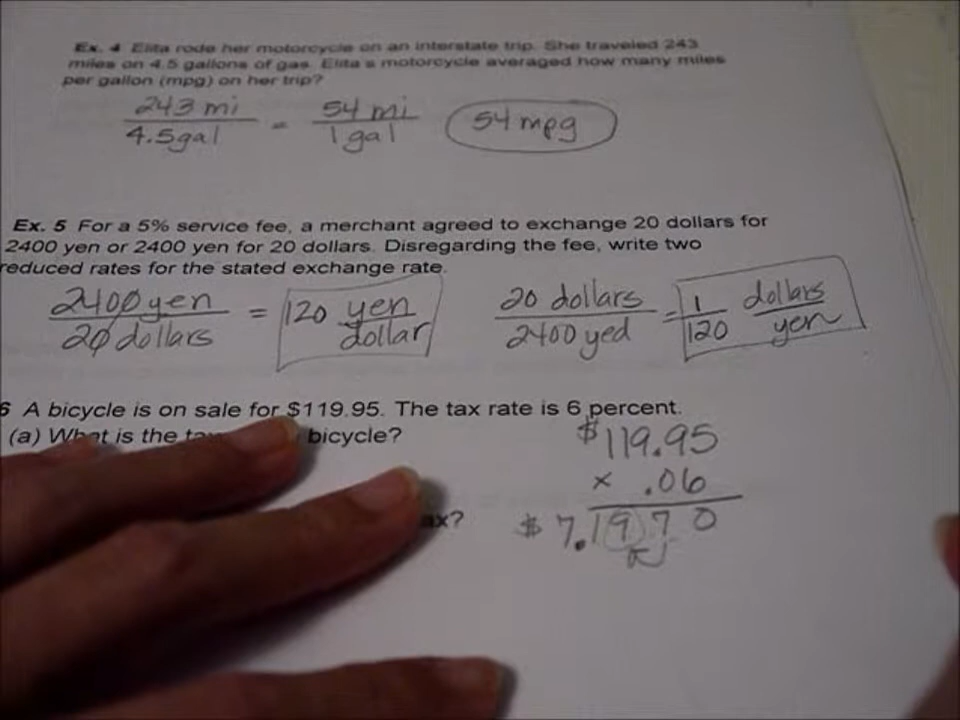 Ex. 4 Elita rode her motorcycle on an interstate trip. She traveled 243
miles on 4.5 gallons of gas. Elita's motorcycle averaged how many miles
per gallon (mpg) on her trip?
243 mi
4.5 gal
=
54 mi
1 gal
54 mpg
Ex. 5 For a 5% service fee, a merchant agreed to exchange 20 dollars for
2400 yen or 2400 yen for 20 dollars. Disregarding the fee, write two
reduced rates for the stated exchange rate.
2400 yen
20 dollars
= 120 yen
dollar
20 dollars
2400 yed
= 1
120
dollars
yen
6 A bicycle is on sale for $119.95. The tax rate is 6 percent.
(a) What is the bicycle?
$119.95
× .06
ax?
$ 7.1970